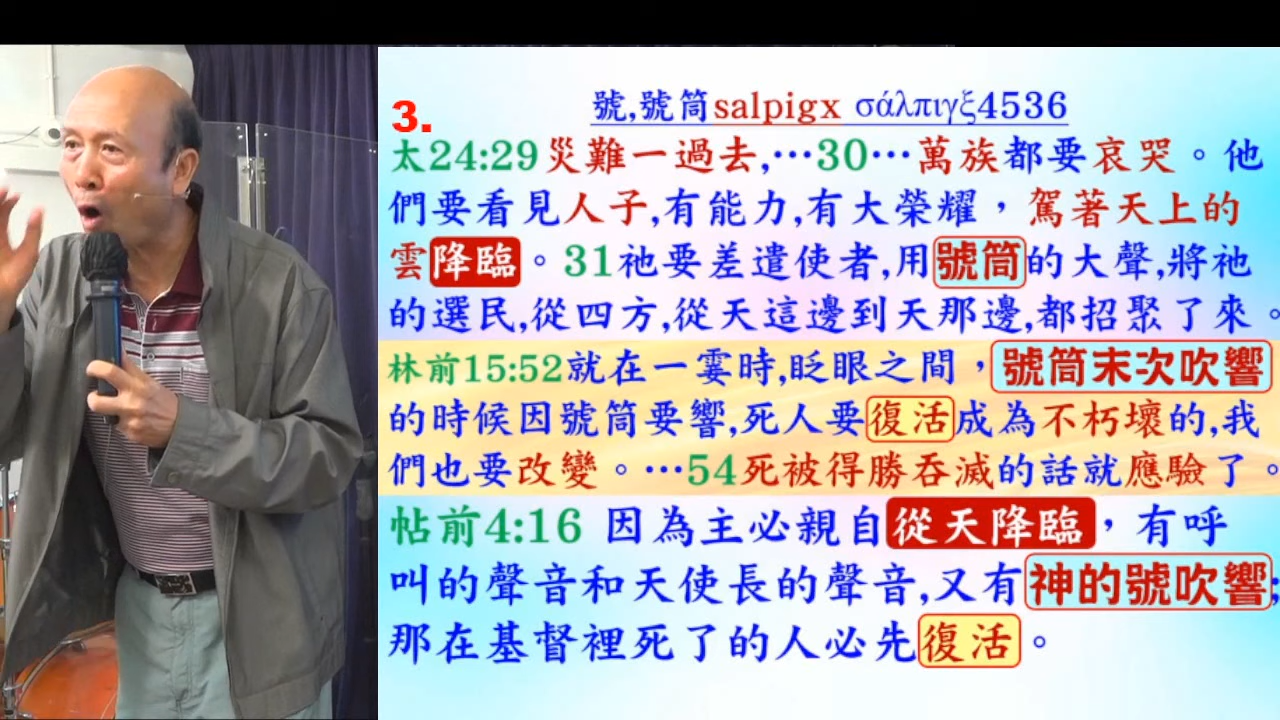 3.
號,號筒salpigx σάλπιγξ4536
太24:29災難一過去,…30…萬族都要哀哭。他
們要看見人子,有能力,有大榮耀，駕著天上的
雲降臨。31祂要差遣使者,用號筒的大聲,將祂
的選民,從四方,從天這邊到天那邊,都招聚了來。
林前15:52就在一霎時,眨眼之間，號筒末次吹響
的時候因號筒要響,死人要復活成為不朽壞的,我
們也要改變。…54死被得勝吞滅的話就應驗了。
帖前4:16 因為主必親自從天降臨，有呼
叫的聲音和天使長的聲音,又有神的號吹響;
那在基督裡死了的人必先復活。